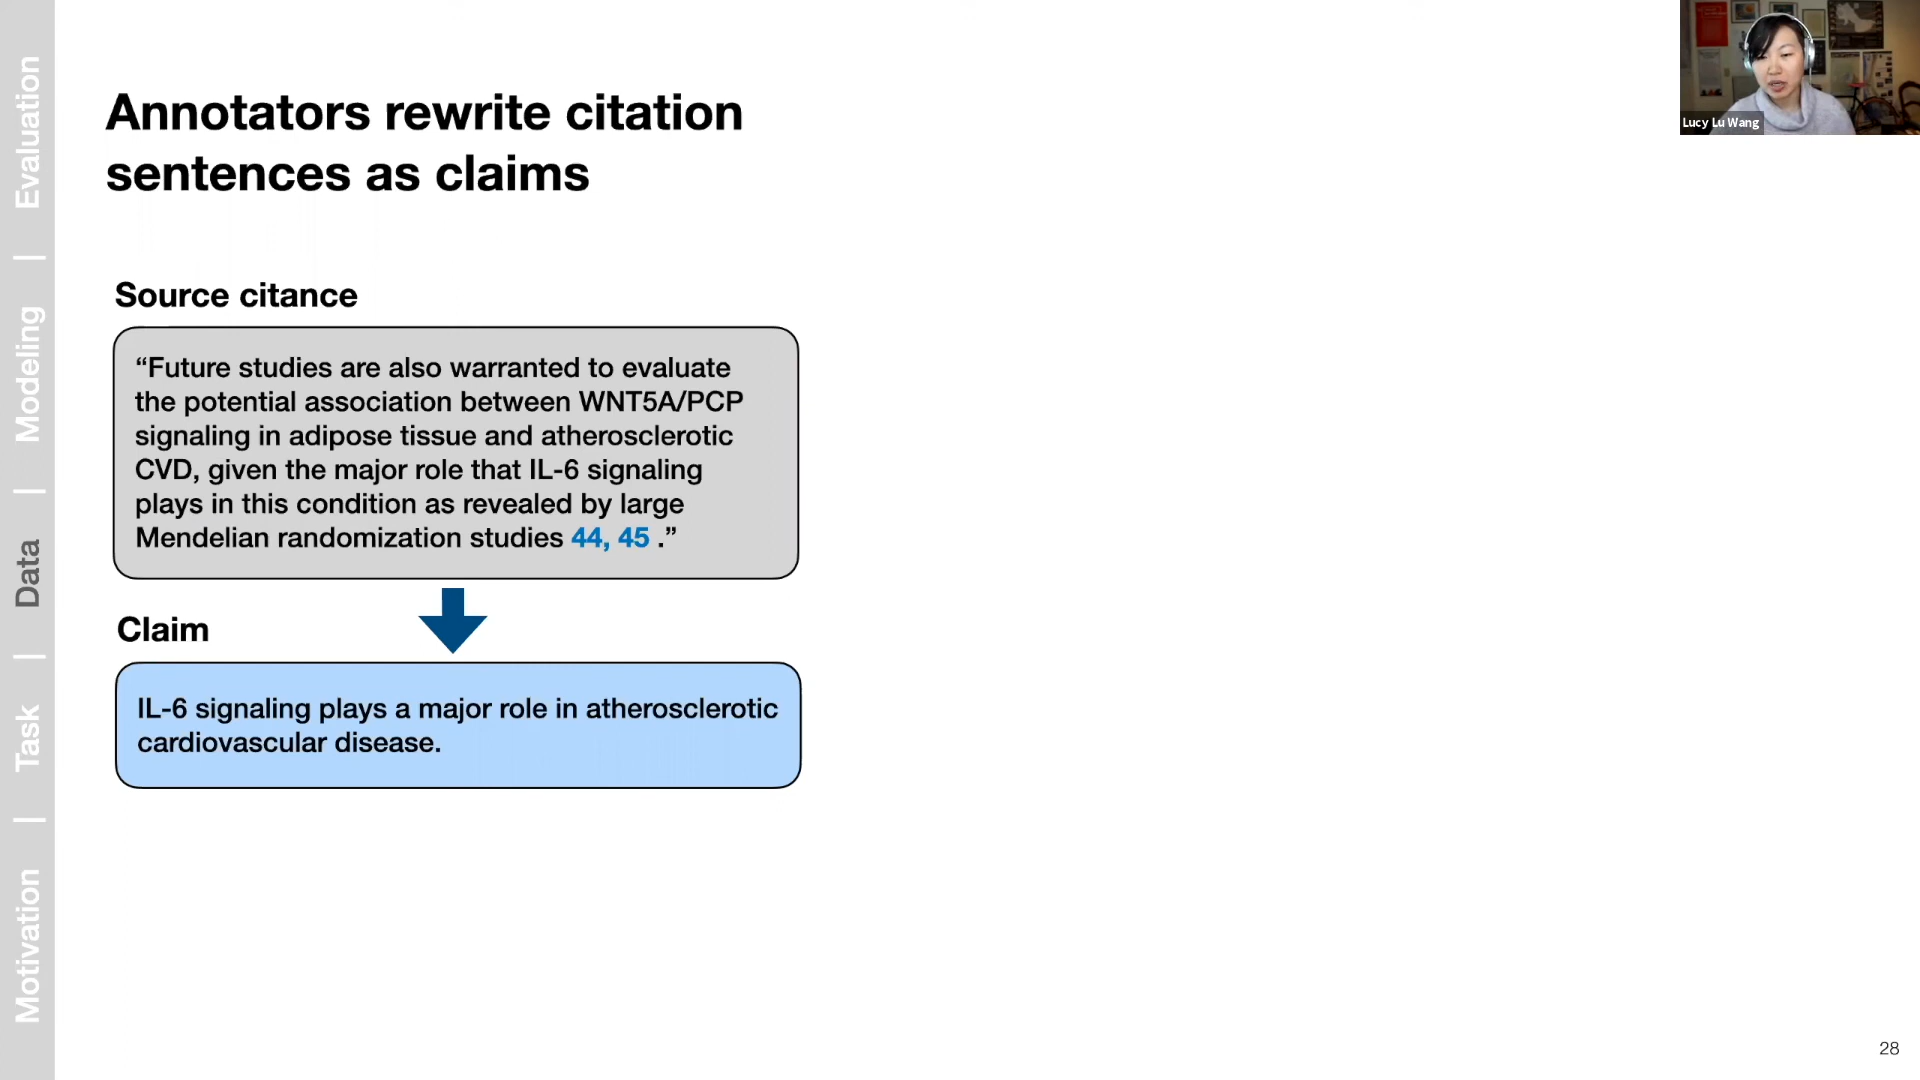 Annotators rewrite citation
sentences as claims
Source citance
“Future studies are also warranted to evaluate
the potential association between WNT5A/PCP
signaling in adipose tissue and atherosclerotic
CVD, given the major role that IL-6 signaling
plays in this condition as revealed by large
Mendelian randomization studies 44, 45 .”
Claim
IL-6 signaling plays a major role in atherosclerotic
cardiovascular disease.
Motivation | Task | Data | Modeling | Evaluation
Lucy Lu Wang
28